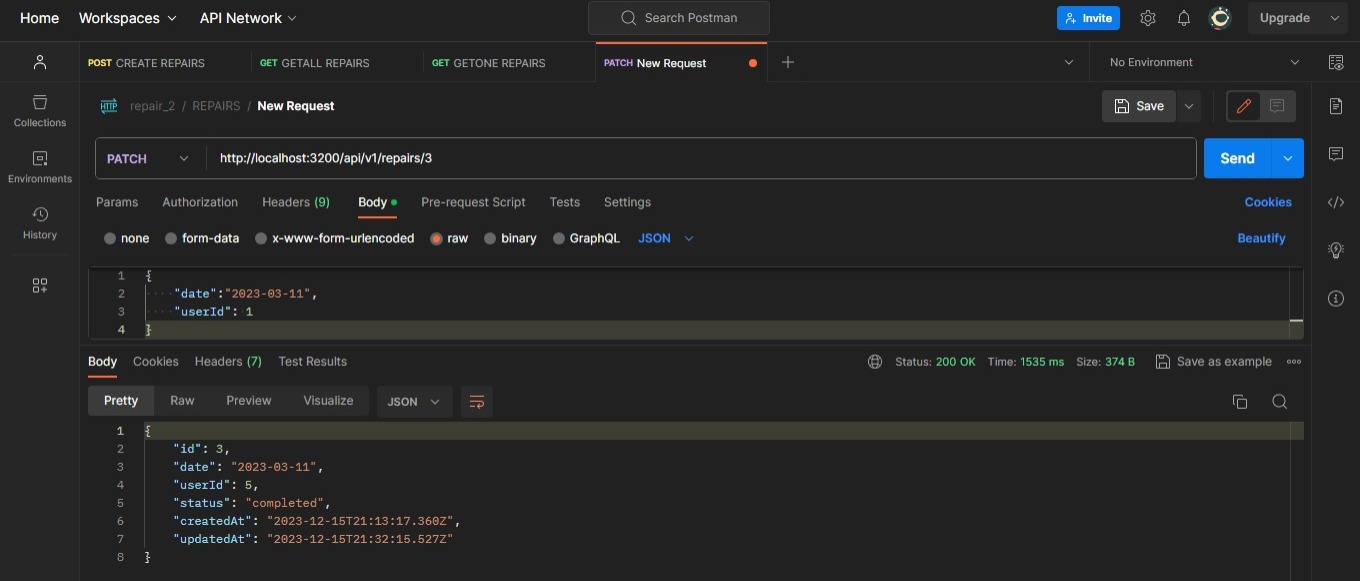 Home Workspaces API Network Search Postman Invite Upgrade
POST CREATE REPAIRS GET GETALL REPAIRS GET GETONE REPAIRS PATCH New Request No Environment
HTTP repair_2 / REPAIRS / New Request Save
Collections
PATCH http://localhost:3200/api/v1/repairs/3 Send
Environments
Params Authorization Headers (9) Body Pre-request Script Tests Settings Cookies
History
none form-data x-www-form-urlencoded raw binary GraphQL JSON Beautify
1 {
2 "date":"2023-03-11",
3 "userId": 1
4 }
Body Cookies Headers (7) Test Results Status: 200 OK Time: 1535 ms Size: 374 B Save as example
Pretty Raw Preview Visualize JSON
1 {
2 "id": 3,
3 "date": "2023-03-11",
4 "userId": 5,
5 "status": "completed",
6 "createdAt": "2023-12-15T21:13:17.360Z",
7 "updatedAt": "2023-12-15T21:32:15.527Z"
8 }